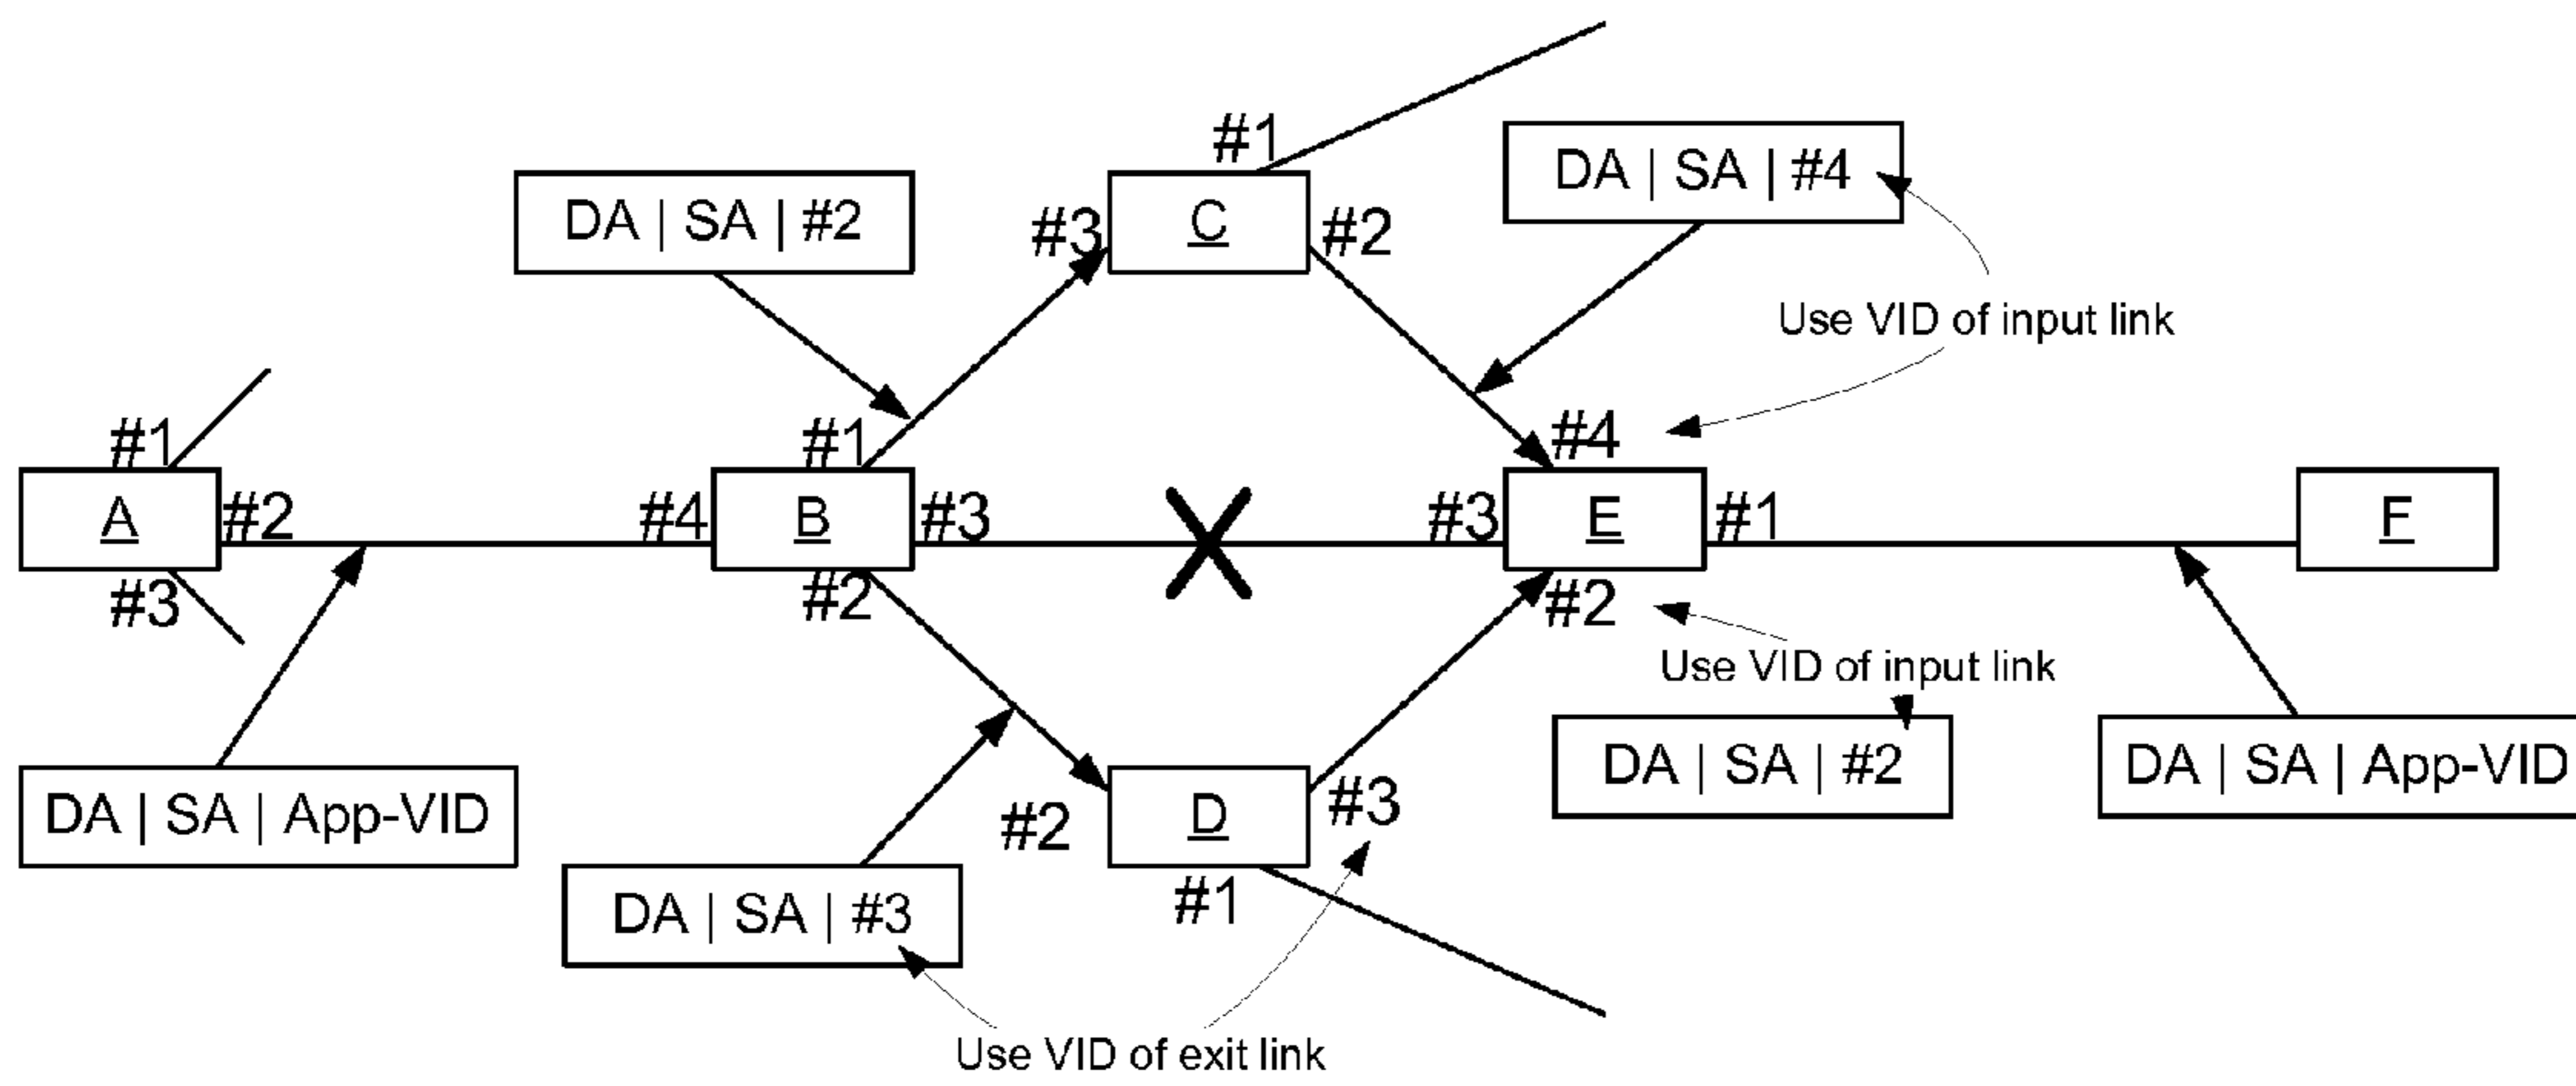 #1
DA | SA | #4
DA | SA | #2
#3
C
#2
Use VID of input link
#1
#1
#4
A
#2
#4
B
#3
#3
E
#1
F
#3
#2
#2
Use VID of input link
DA | SA | #2
DA | SA | App-VID
DA | SA | App-VID
#2
D
#3
DA | SA | #3
#1
Use VID of exit link